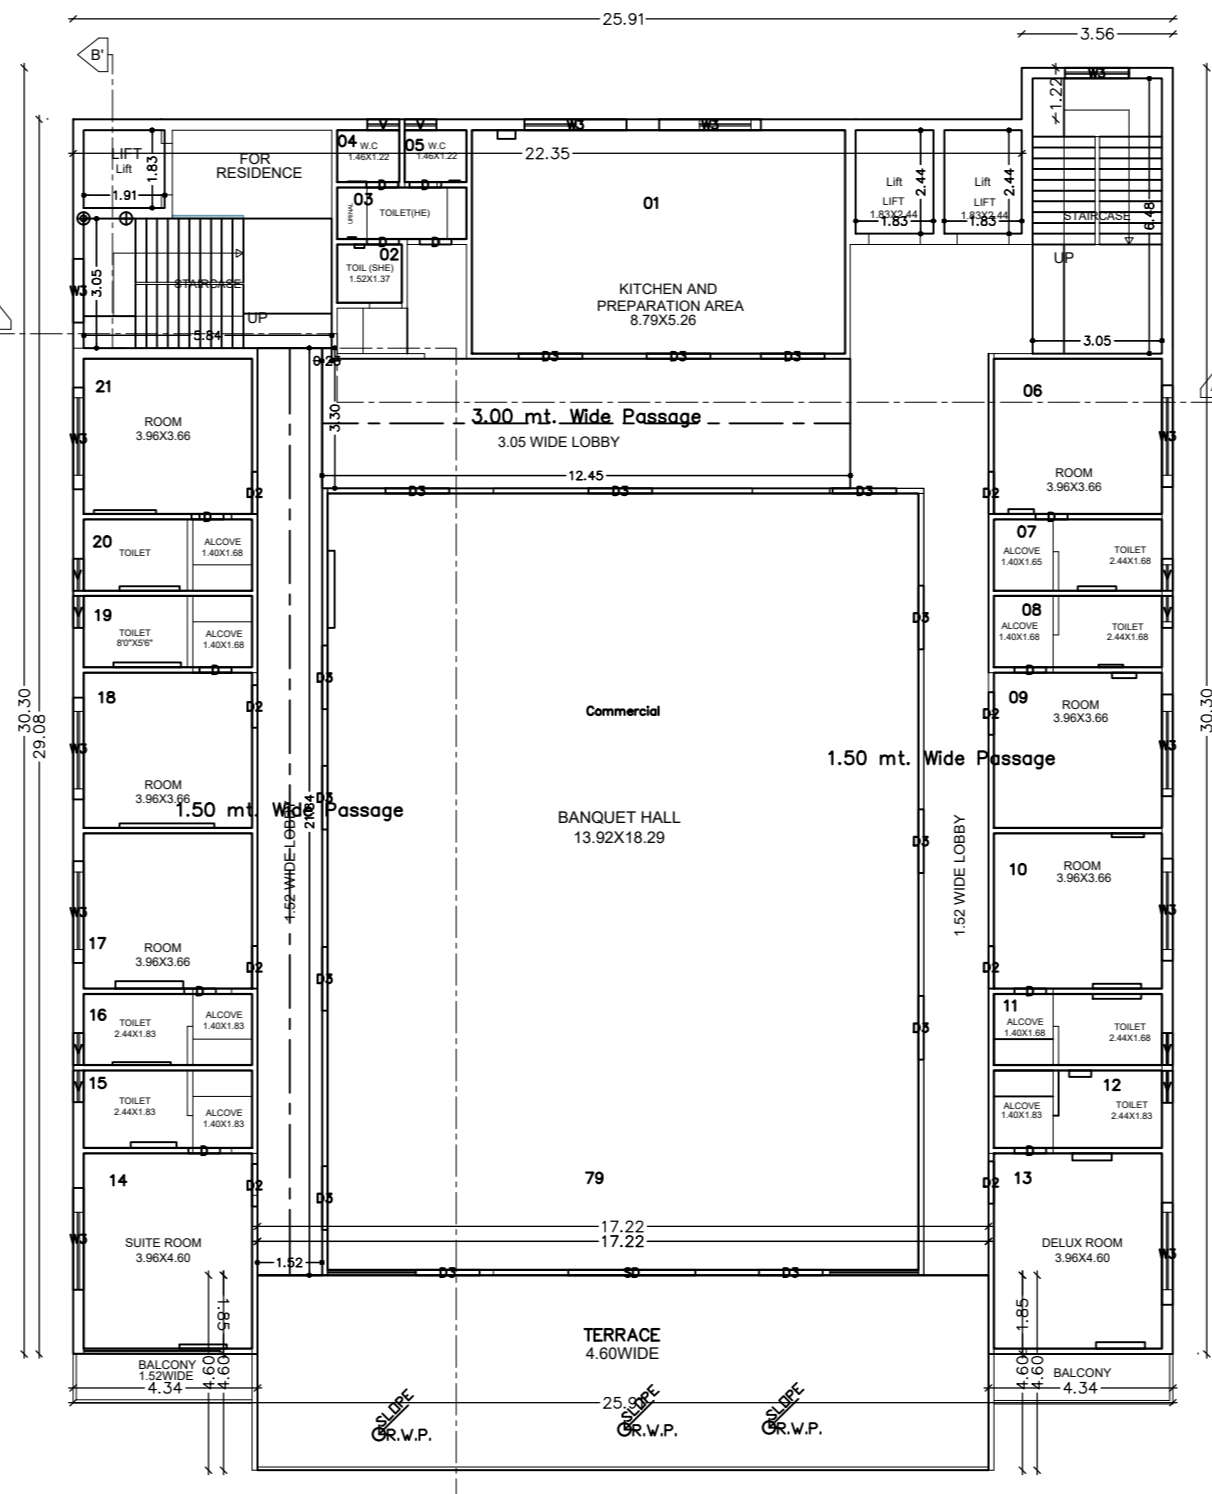 25.91
3.56
B'
W3
1.22
V
V
W3
W3
LIFT
Lift
1.83
1.91
FOR
RESIDENCE
04
W.C
1.46X1.22
05
W.C
1.46X1.22
22.35
03
URINAL
TOILET(HE)
02
TOIL (SHE)
1.52X1.37
D
D
D
D
01
KITCHEN AND
PREPARATION AREA
8.79X5.26
Lift
LIFT
1.83X2.44
1.83
2.44
Lift
LIFT
1.83X2.44
1.83
2.44
STAIRCASE
6.48
UP
3.05
3.05
W3
STAIRCASE
UP
5.84
D3
D3
D3
0.23
3.30
3.00 mt. Wide Passage
3.05 WIDE LOBBY
12.45
D3
D3
D3
21
ROOM
3.96X3.66
W3
D2
D
06
ROOM
3.96X3.66
W3
D2
D
20
TOILET
ALCOVE
1.40X1.68
V
07
ALCOVE
1.40X1.65
TOILET
2.44X1.68
V
19
TOILET
8'0"X5'6"
ALCOVE
1.40X1.68
V
D
08
ALCOVE
1.40X1.68
TOILET
2.44X1.68
V
D
D3
D3
18
ROOM
3.96X3.66
W3
D2
09
ROOM
3.96X3.66
W3
D2
30.30
29.08
30.30
Commercial
1.50 mt. Wide Passage
1.50 mt. Wide Passage
1.52 WIDE LOBBY
D3
BANQUET HALL
13.92X18.29
D3
1.52 WIDE LOBBY
17
ROOM
3.96X3.66
W3
D2
D
10
ROOM
3.96X3.66
W3
D2
D
D3
D3
16
TOILET
2.44X1.83
ALCOVE
1.40X1.83
V
11
ALCOVE
1.40X1.68
TOILET
2.44X1.68
V
15
TOILET
2.44X1.83
ALCOVE
1.40X1.83
V
D
12
ALCOVE
1.40X1.83
TOILET
2.44X1.83
V
D
14
SUITE ROOM
3.96X4.60
W3
D2
D3
79
13
DELUX ROOM
3.96X4.60
W3
D2
17.22
17.22
1.52
D3
SD
D3
1.85
4.60
4.60
1.85
4.60
4.60
TERRACE
4.60WIDE
BALCONY
1.52WIDE
4.34
BALCONY
4.34
25.91
SLOPE
R.W.P.
SLOPE
R.W.P.
SLOPE
R.W.P.